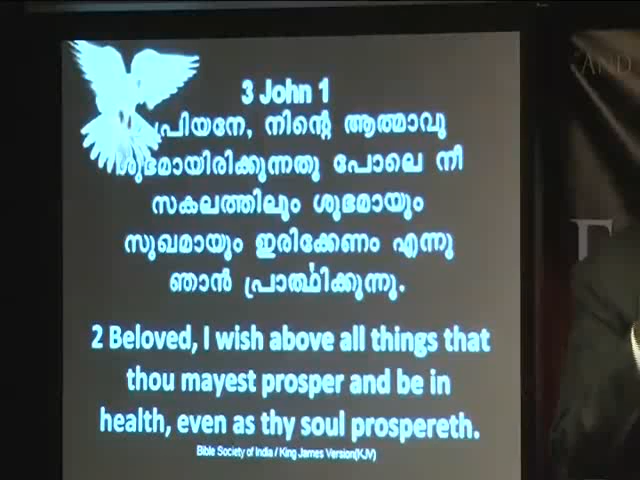 3 John 1
പ്രിയനേ, നിന്റെ ആത്മാവു
ശുഭമായിരിക്കുന്നതു പോലെ നീ
സകലത്തിലും ശുഭമായും
സുഖമായും ഇരിക്കേണം എന്നു
ഞാൻ പ്രാർത്ഥിക്കുന്നു.
2 Beloved, I wish above all things that
thou mayest prosper and be in
health, even as thy soul prospereth.
Bible Society of India / King James Version(KJV)
AND